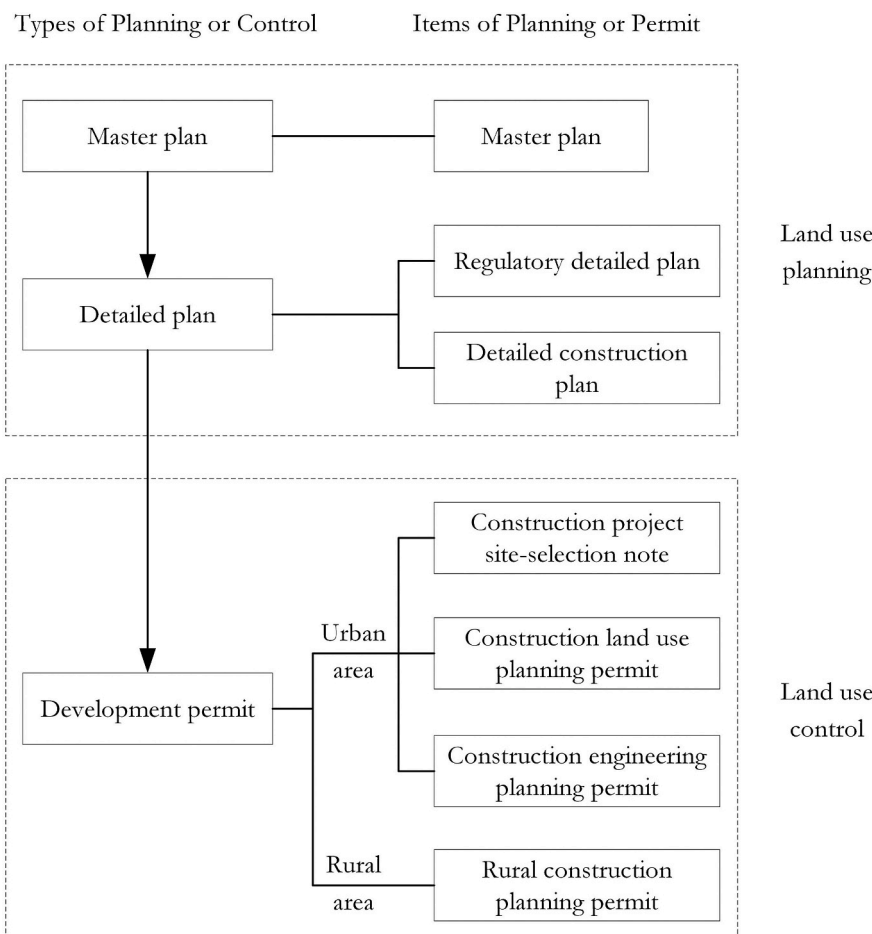 Types of Planning or Control
Items of Planning or Permit
Master plan
Master plan
Regulatory detailed plan
Land use
planning
Detailed plan
Detailed construction
plan
Construction project
site-selection note
Urban
area
Construction land use
planning permit
Development permit
Land use
control
Construction engineering
planning permit
Rural
area
Rural construction
planning permit